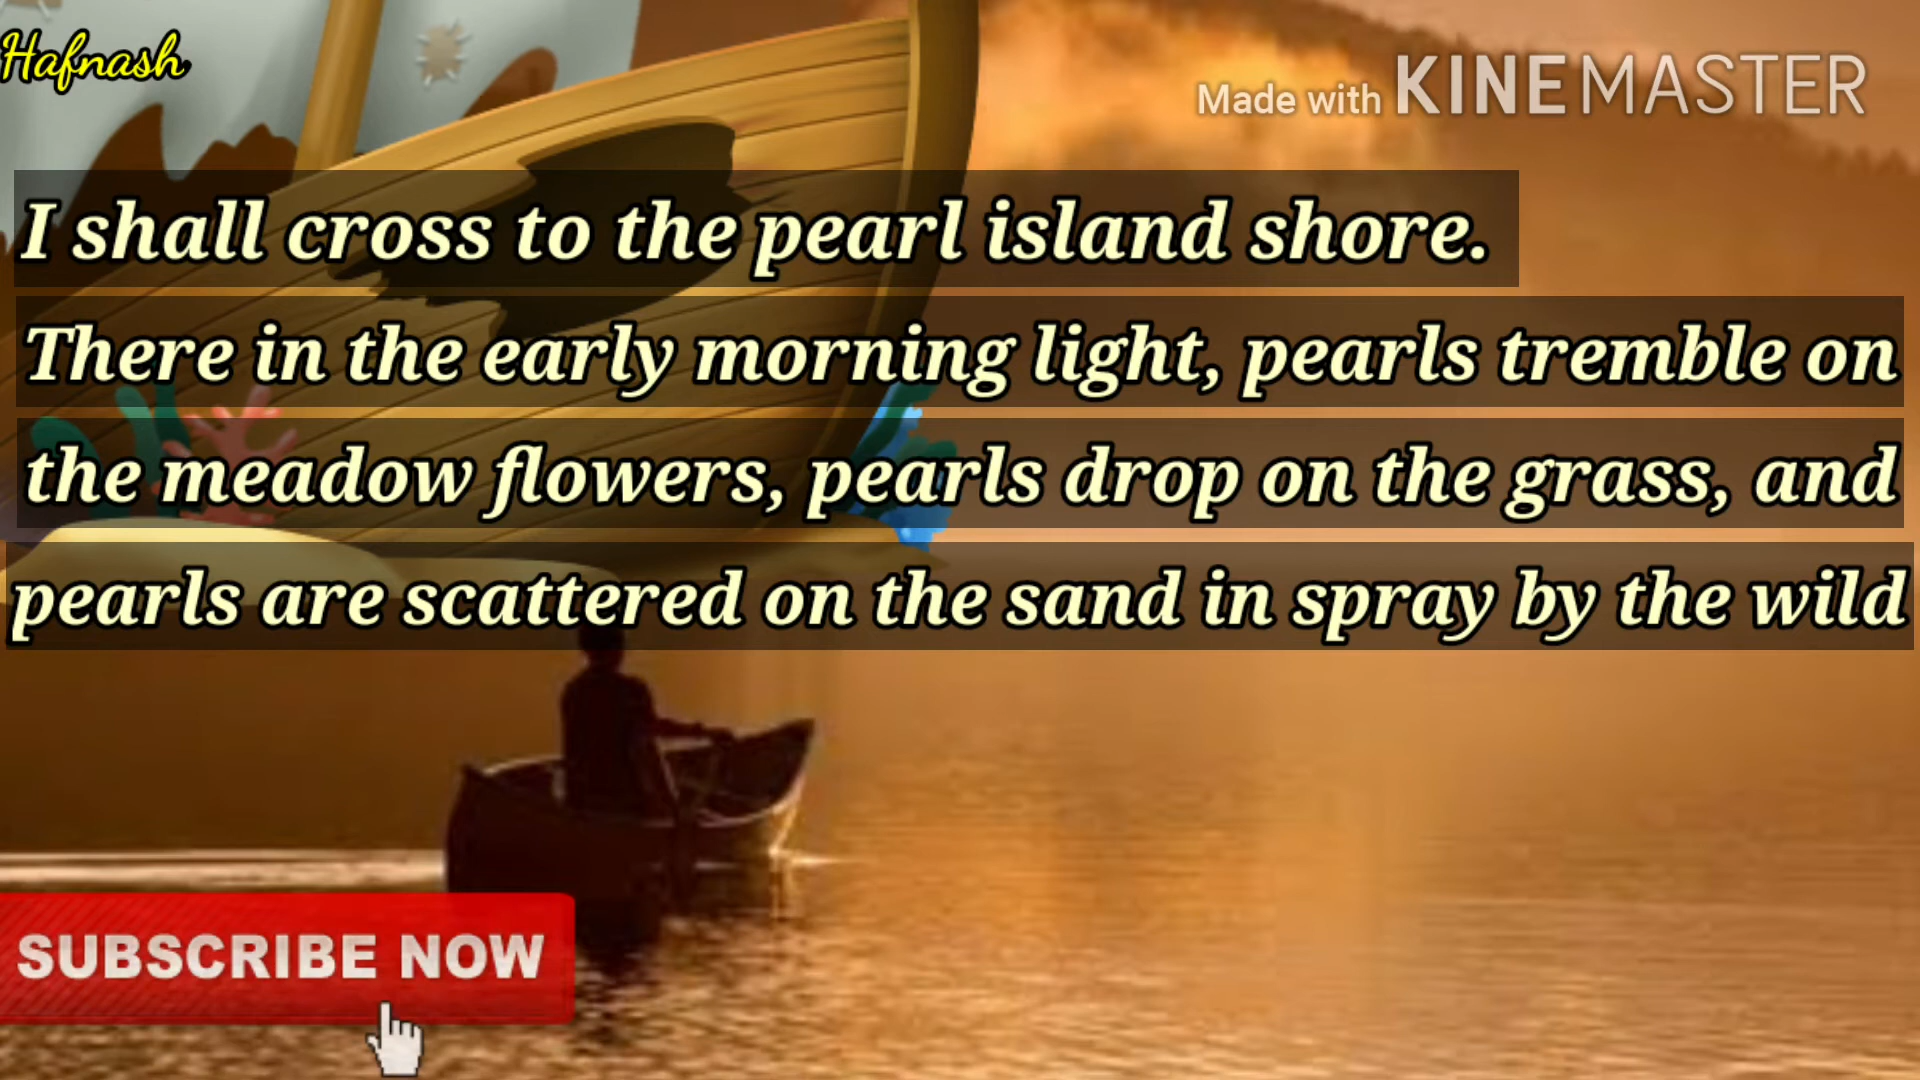 Hafnash
Made with KINEMASTER
I shall cross to the pearl island shore.
There in the early morning light, pearls tremble on
the meadow flowers, pearls drop on the grass, and
pearls are scattered on the sand in spray by the wild
SUBSCRIBE NOW